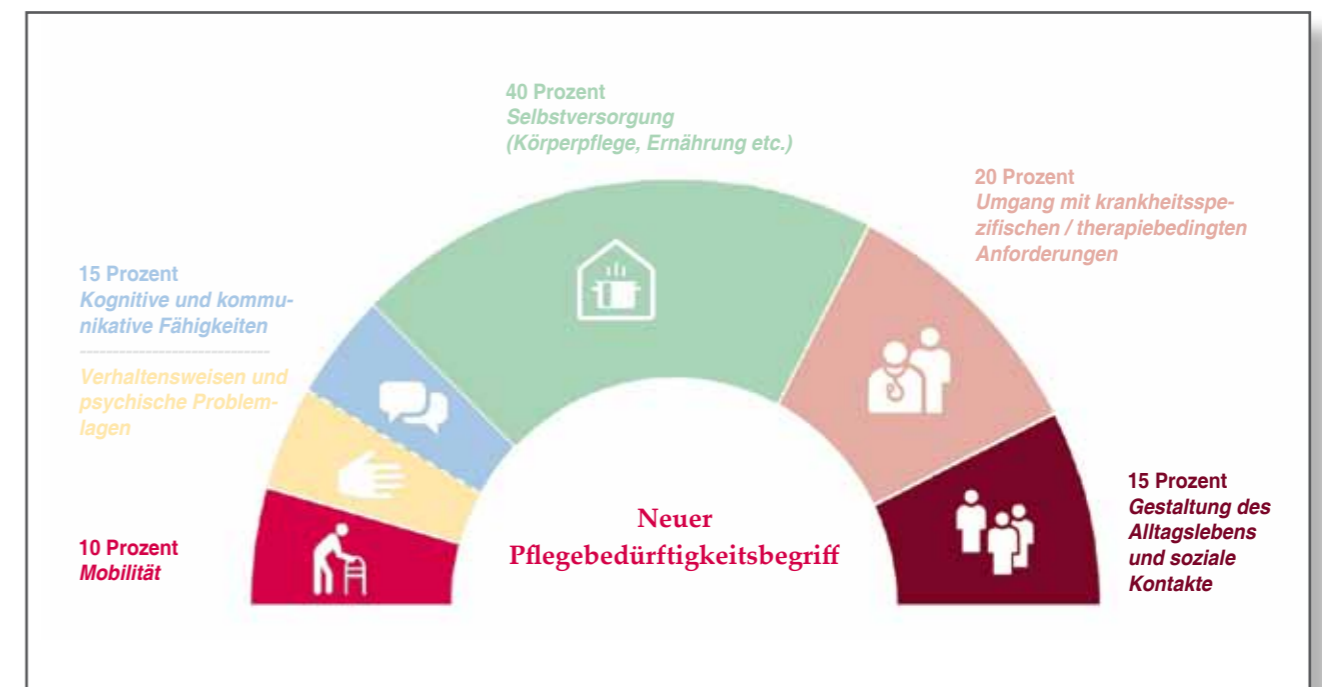 40 Prozent
Selbstversorgung
(Körperpflege, Ernährung etc.)
20 Prozent
Umgang mit krankheitsspe-
zifischen / therapiebedingten
Anforderungen
15 Prozent
Kognitive und kommu-
nikative Fähigkeiten
Verhaltensweisen und
psychische Problem-
lagen
10 Prozent
Mobilität
Neuer
Pflegebedürftigkeitsbegriff
15 Prozent
Gestaltung des
Alltagslebens
und soziale
Kontakte